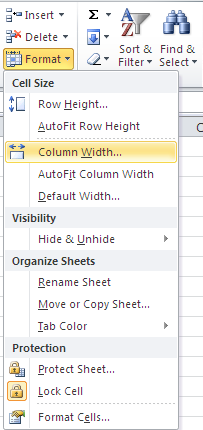 Insert
Delete
Format
Σ
Sort &
Filter
Find &
Select
Cell Size
Row Height...
AutoFit Row Height
Column Width...
AutoFit Column Width
Default Width...
Visibility
Hide & Unhide
Organize Sheets
Rename Sheet
Move or Copy Sheet...
Tab Color
Protection
Protect Sheet...
Lock Cell
Format Cells...